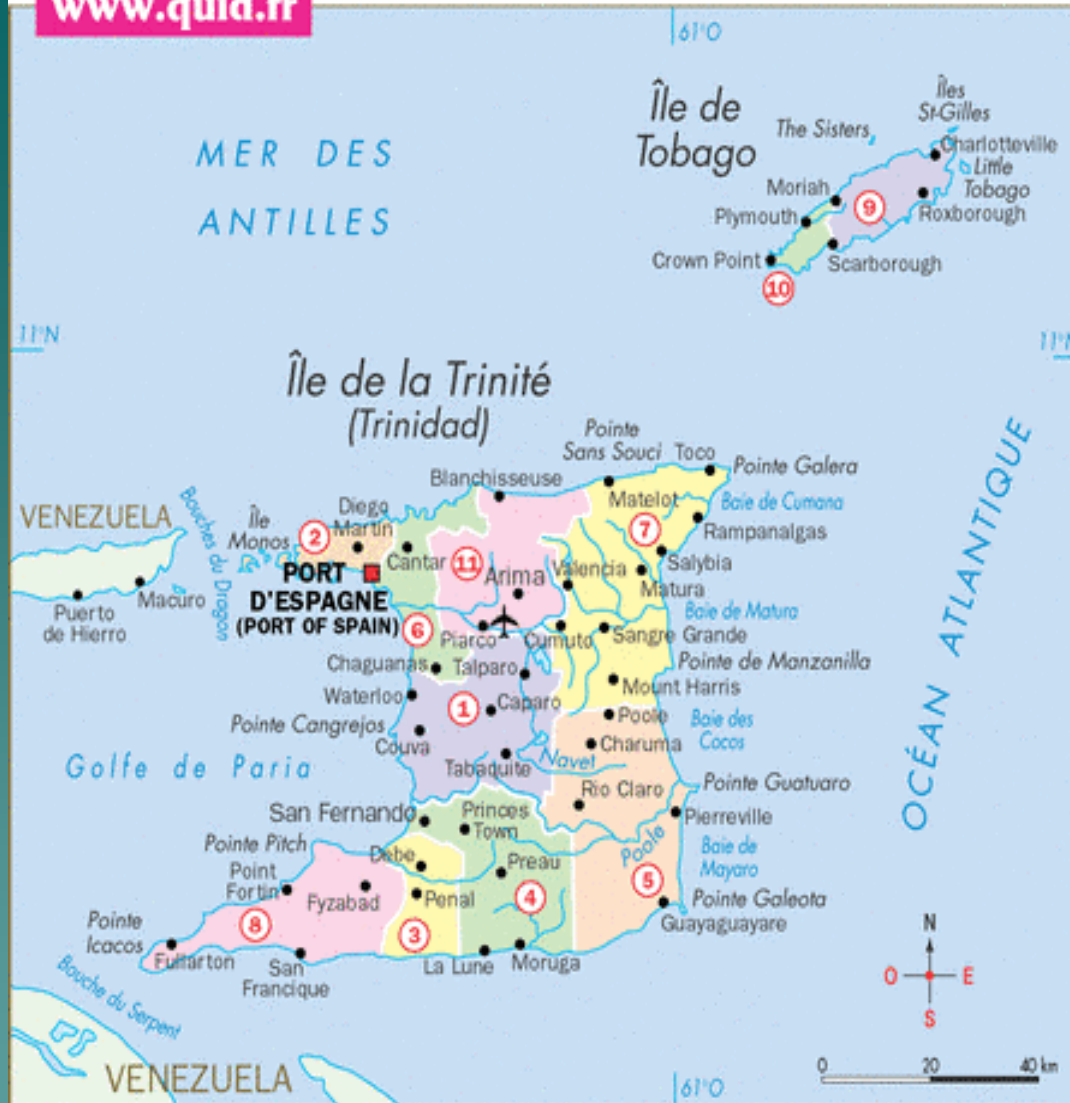 www.quid.fr
61°O
Île de
Tobago
Îles
St-Gilles
The Sisters
Charlotteville
Little
Tobago
Moriah
9
Plymouth
Roxborough
Crown Point
Scarborough
10
MER DES
ANTILLES
11°N
11°N
Île de la Trinité
(Trinidad)
Pointe
Sans Souci
Toco
Pointe Galera
Blanchisseuse
Matelot
Baie de Cumana
VENEZUELA
Bouches du Dragon
Île
Monos
2
Diego
Martin
7
Rampanalgas
Cantar
11
Arima
Valencia
Salybia
Matura
PORT
D'ESPAGNE
(PORT OF SPAIN)
Macuro
Puerto
de Hierro
Baie de Matura
6
Piarco
Cumuto
Sangre Grande
Chaguanas
Talparo
Pointe de Manzanilla
Mount Harris
Waterloo
1
Caparo
Poole
Baie des
Cocos
Pointe Cangrejos
Couva
Charuma
Navet
Tabaquite
Golfe de Paria
Rio Claro
Pointe Guatuaro
San Fernando
Princes
Town
Pierreville
Pointe Pitch
Debe
Preau
Poole
Baie de
Mayaro
Point
Fortin
Fyzabad
Penal
4
5
Pointe Galeota
Guayaguayare
Pointe
Icacos
8
3
Fullarton
San
Francique
La Lune
Moruga
Bouche du Serpent
VENEZUELA
OCÉAN ATLANTIQUE
N
O
E
S
0
20
40 km
61°O